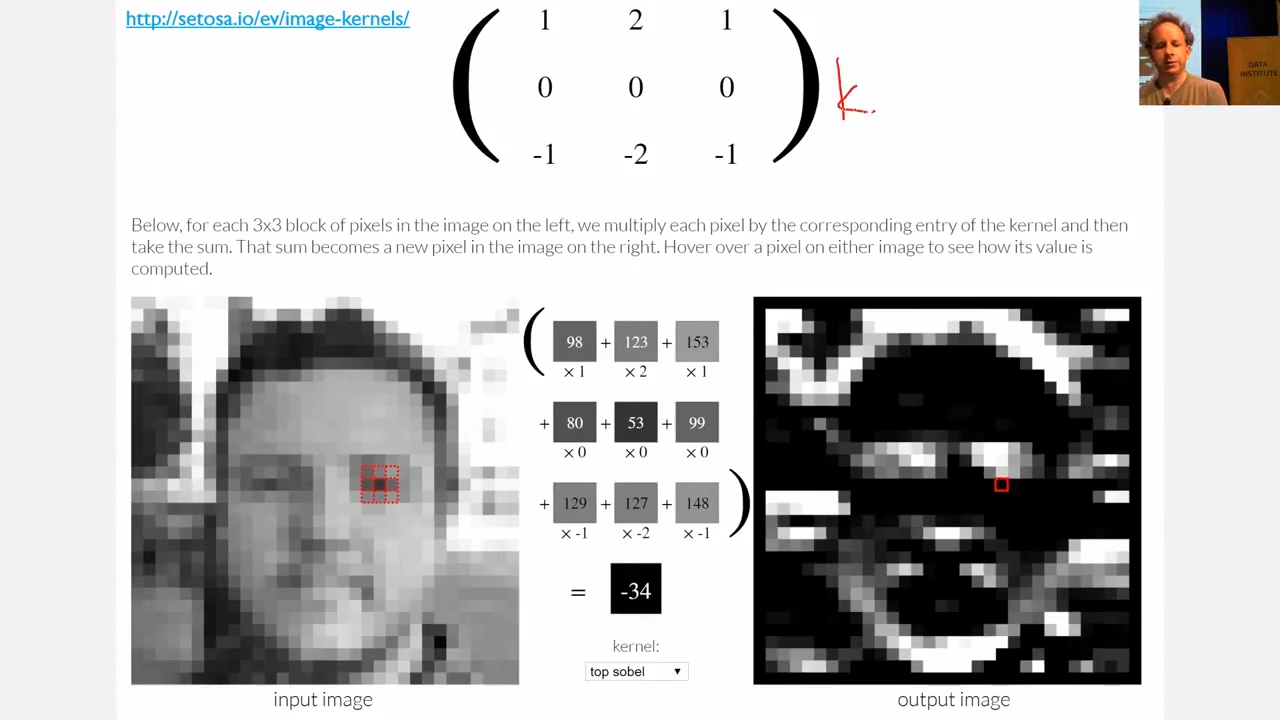 http://setosa.io/ev/image-kernels/
1 2 1
0 0 0
-1 -2 -1
k
DATA
INSTITUTE
Below, for each 3x3 block of pixels in the image on the left, we multiply each pixel by the corresponding entry of the kernel and then
take the sum. That sum becomes a new pixel in the image on the right. Hover over a pixel on either image to see how its value is
computed.
( 98 + 123 + 153
× 1 × 2 × 1
+ 80 + 53 + 99
× 0 × 0 × 0
+ 129 + 127 + 148 )
× -1 × -2 × -1
= -34
kernel:
top sobel
input image
output image